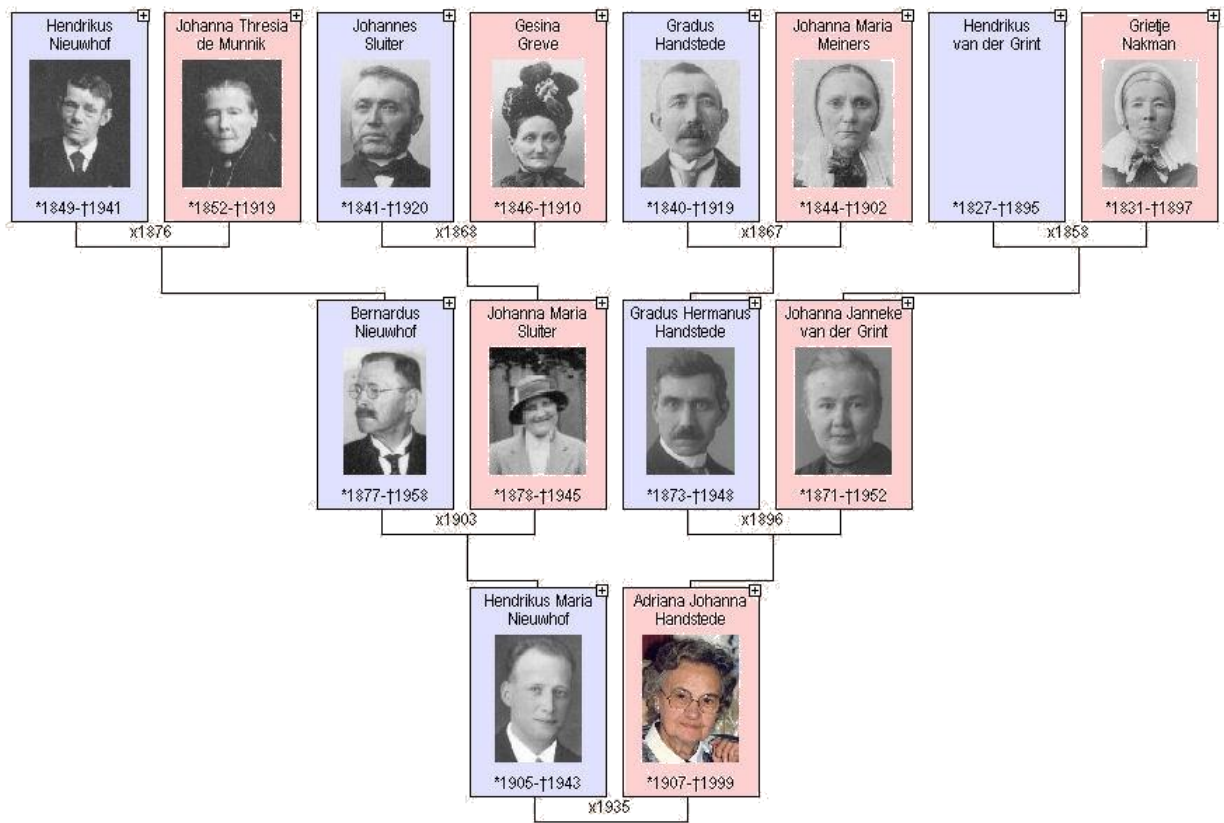 Hendrikus
Nieuwhof
*1849-†1941
Johanna Thresia
de Munnik
*1852-†1919
x1876
Johannes
Sluiter
*1841-†1920
Gesina
Greve
*1846-†1910
x1868
Gradus
Handstede
*1840-†1919
Johanna Maria
Meiners
*1844-†1902
x1867
Hendrikus
van der Grint
*1827-†1895
Grietje
Nakman
*1831-†1897
x1858
Bernardus
Nieuwhof
*1877-†1958
Johanna Maria
Sluiter
*1878-†1945
x1903
Gradus Hermanus
Handstede
*1873-†1948
Johanna Janneke
van der Grint
*1871-†1952
x1896
Hendrikus Maria
Nieuwhof
*1905-†1943
Adriana Johanna
Handstede
*1907-†1999
x1935